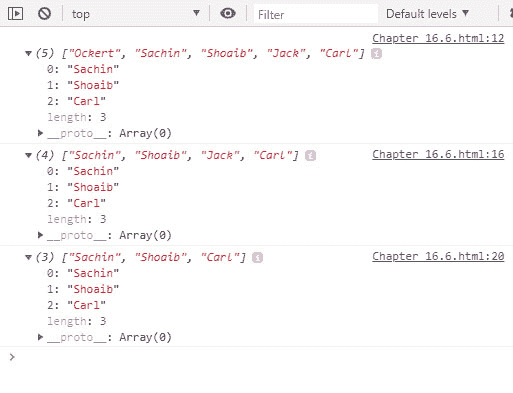 top Filter Default levels
Chapter 16.6.html:12
(5) ["Ockert", "Sachin", "Shoaib", "Jack", "Carl"] i
0: "Sachin"
1: "Shoaib"
2: "Carl"
length: 3
__proto__: Array(0)
Chapter 16.6.html:16
(4) ["Sachin", "Shoaib", "Jack", "Carl"] i
0: "Sachin"
1: "Shoaib"
2: "Carl"
length: 3
__proto__: Array(0)
Chapter 16.6.html:20
(3) ["Sachin", "Shoaib", "Carl"] i
0: "Sachin"
1: "Shoaib"
2: "Carl"
length: 3
__proto__: Array(0)